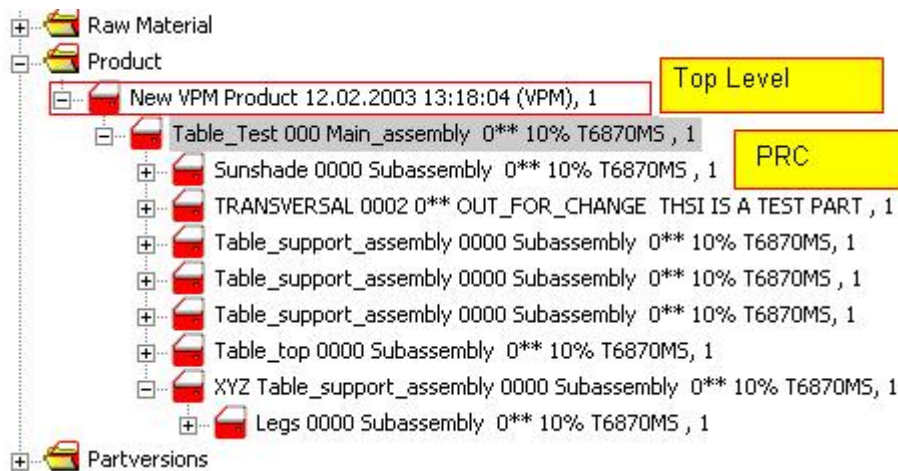 Raw Material
Product
New VPM Product 12.02.2003 13:18:04 (VPM), 1
Top Level
Table_Test 000 Main_assembly 0** 10% T6870MS , 1
PRC
Sunshade 0000 Subassembly 0** 10% T6870MS , 1
TRANSVERSAL 0002 0** OUT_FOR_CHANGE THSI IS A TEST PART , 1
Table_support_assembly 0000 Subassembly 0** 10% T6870MS, 1
Table_support_assembly 0000 Subassembly 0** 10% T6870MS, 1
Table_support_assembly 0000 Subassembly 0** 10% T6870MS, 1
Table_top 0000 Subassembly 0** 10% T6870MS, 1
XYZ Table_support_assembly 0000 Subassembly 0** 10% T6870MS, 1
Legs 0000 Subassembly 0** 10% T6870MS , 1
Partversions